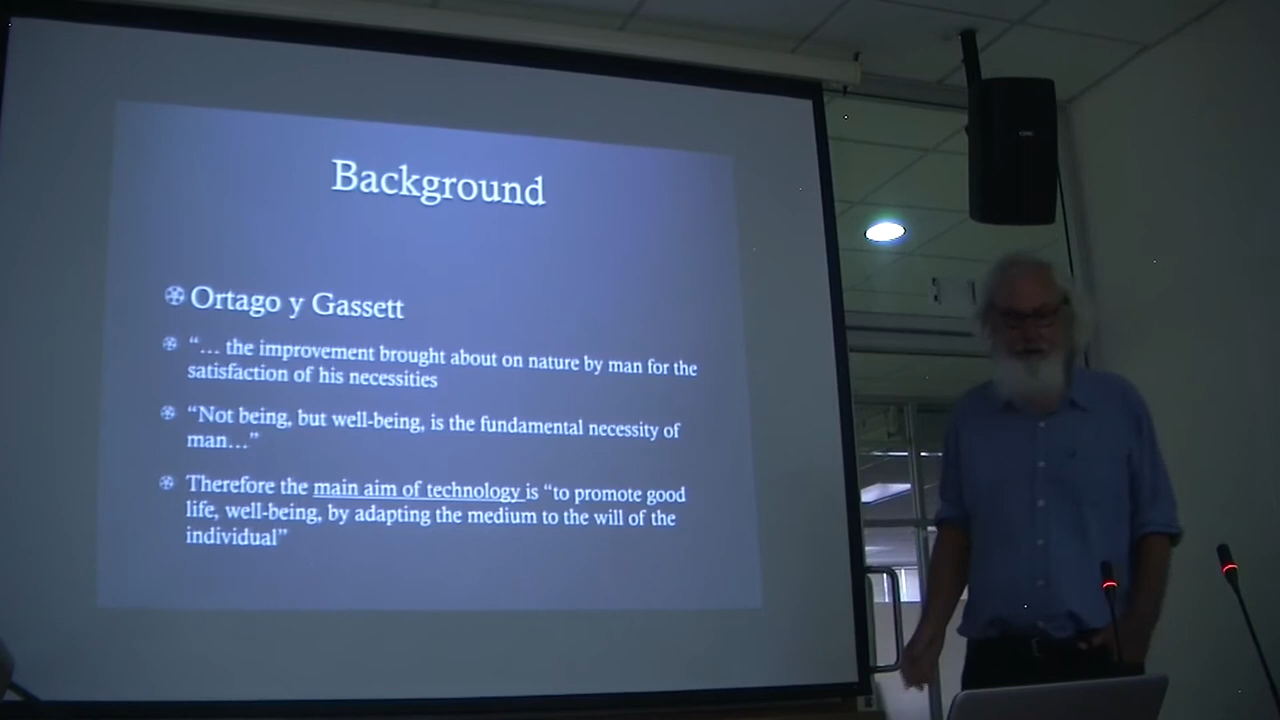 Background
Ortago y Gassett
“… the improvement brought about on nature by man for the
satisfaction of his necessities
“Not being, but well-being, is the fundamental necessity of
man…”
Therefore the main aim of technology is “to promote good
life, well-being, by adapting the medium to the will of the
individual”